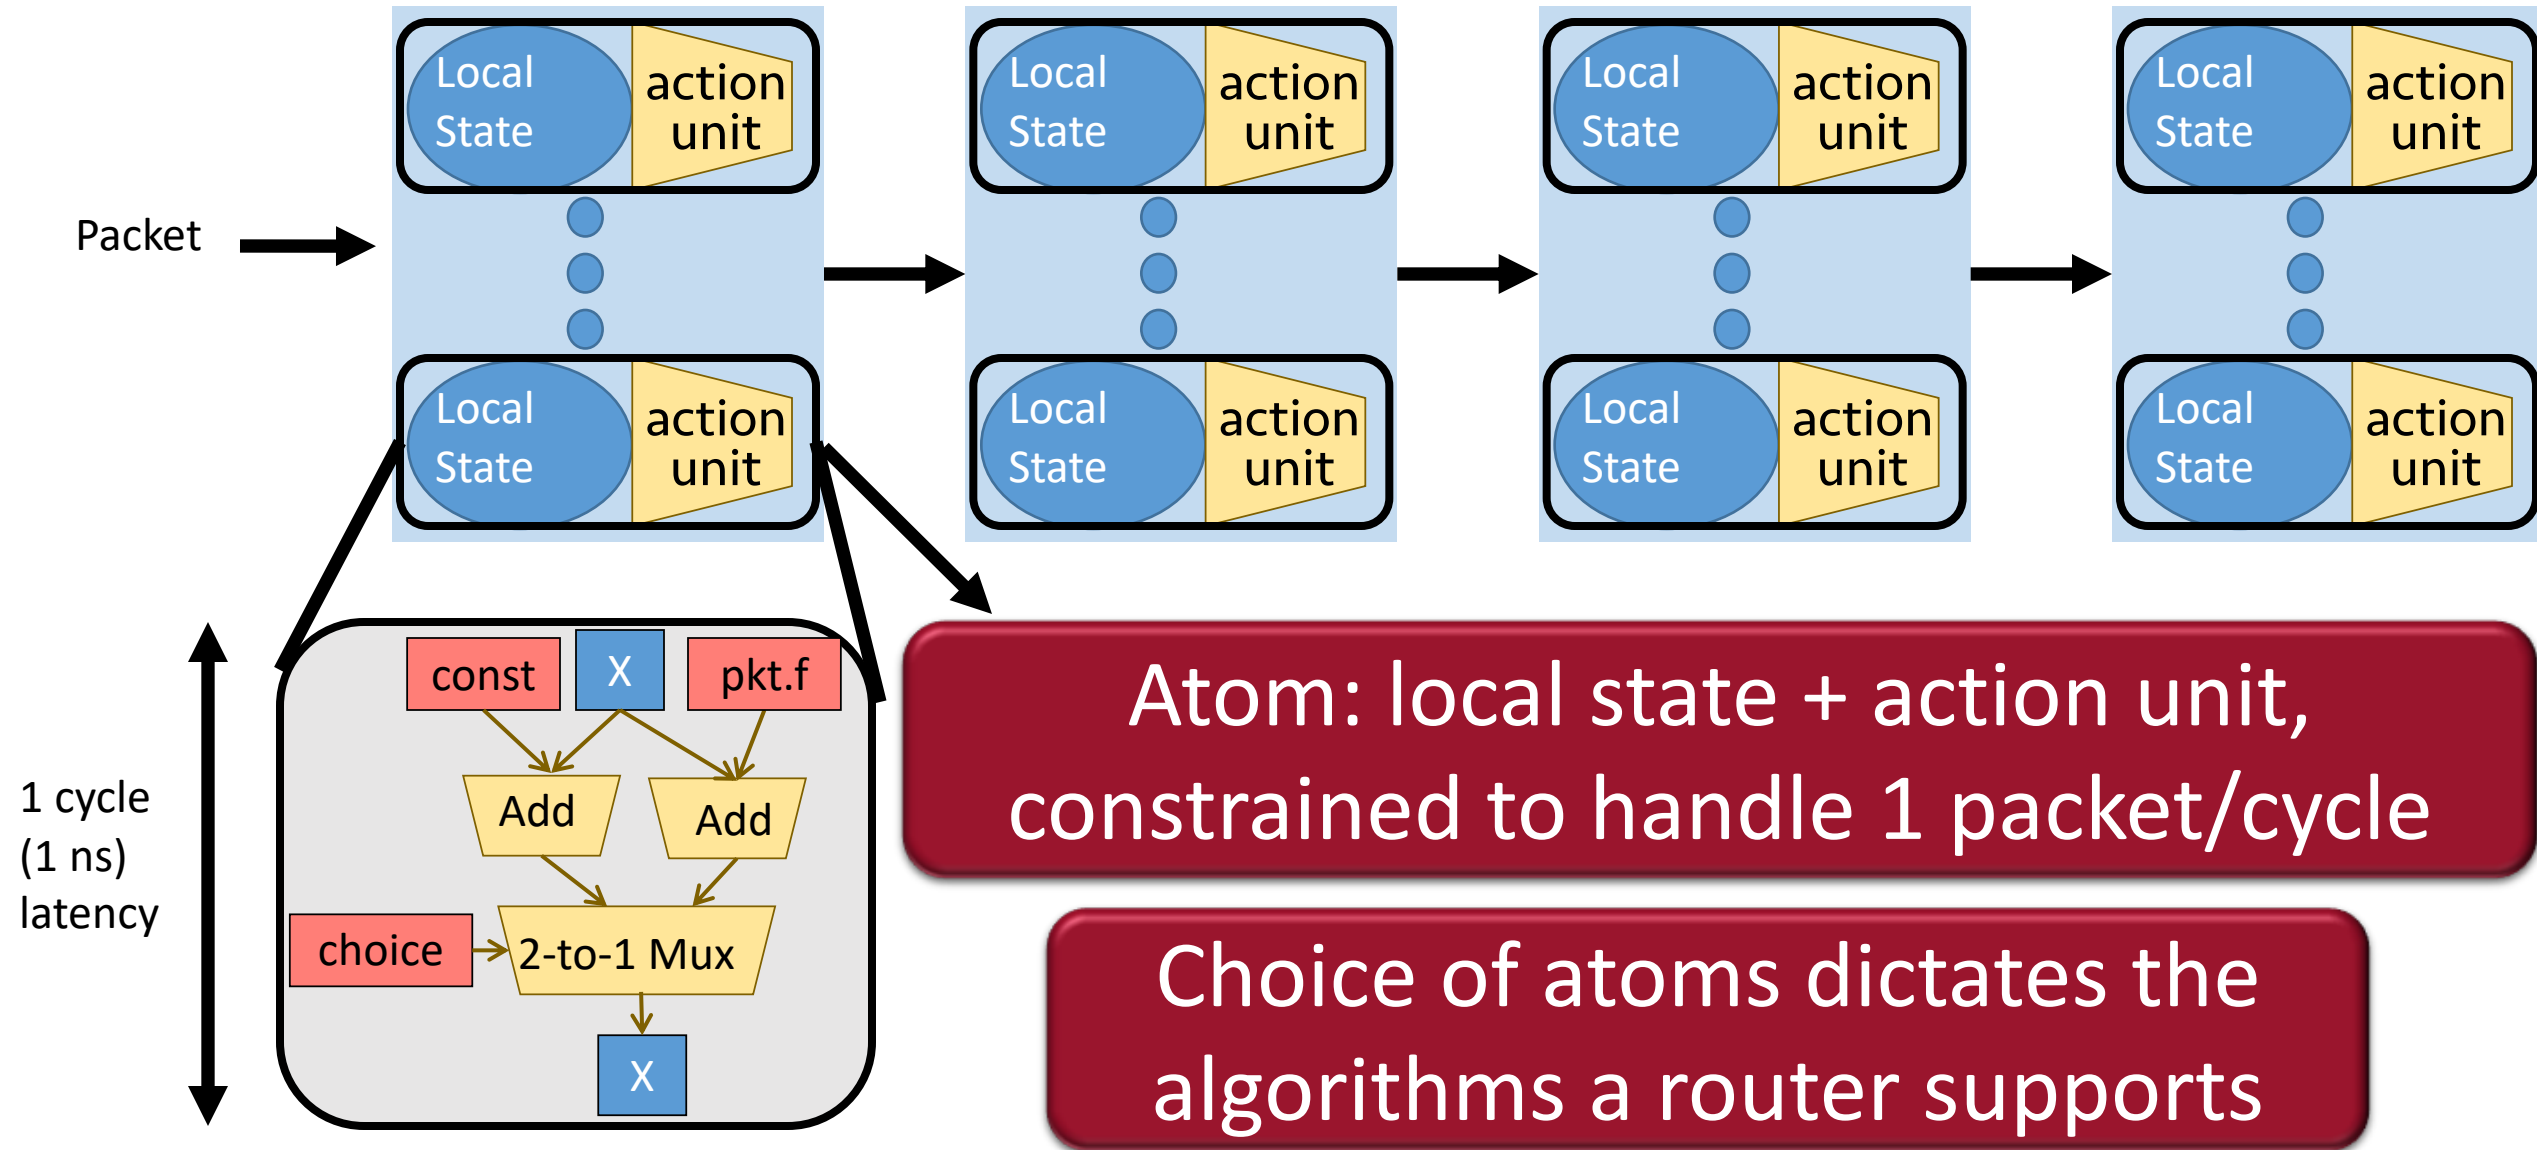 Local
State
action
unit
Local
State
action
unit
Local
State
action
unit
Local
State
action
unit
Packet
Local
State
action
unit
Local
State
action
unit
Local
State
action
unit
Local
State
action
unit
1 cycle
(1 ns)
latency
const
X
pkt.f
Add
Add
choice
2-to-1 Mux
X
Atom: local state + action unit,
constrained to handle 1 packet/cycle
Choice of atoms dictates the
algorithms a router supports